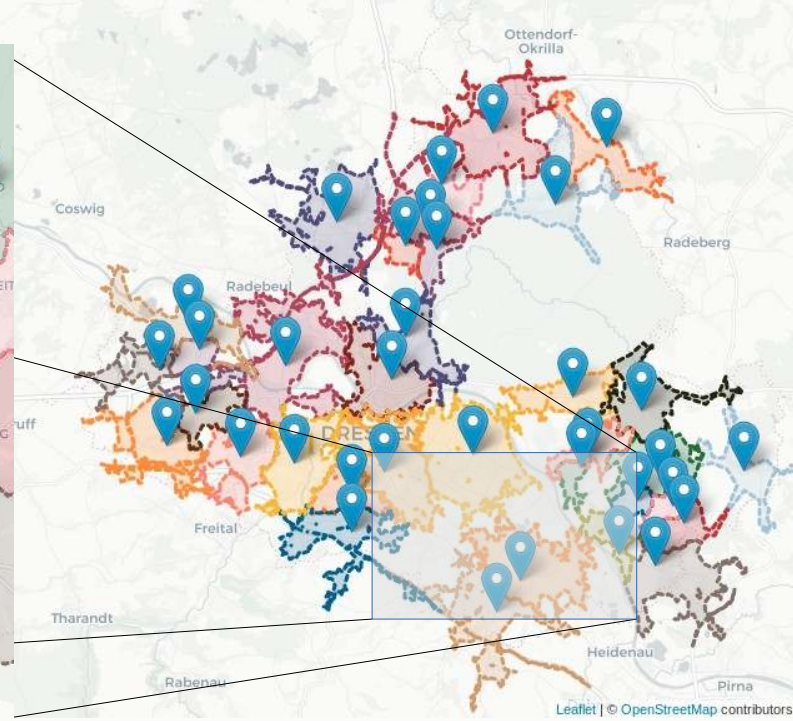 Ottendorf-
Okrilla
Coswig
Radeberg
Radebeul
DRESDEN
Freital
Tharandt
Heidenau
Rabenau
Pirna
Leaflet | © OpenStreetMap contributors